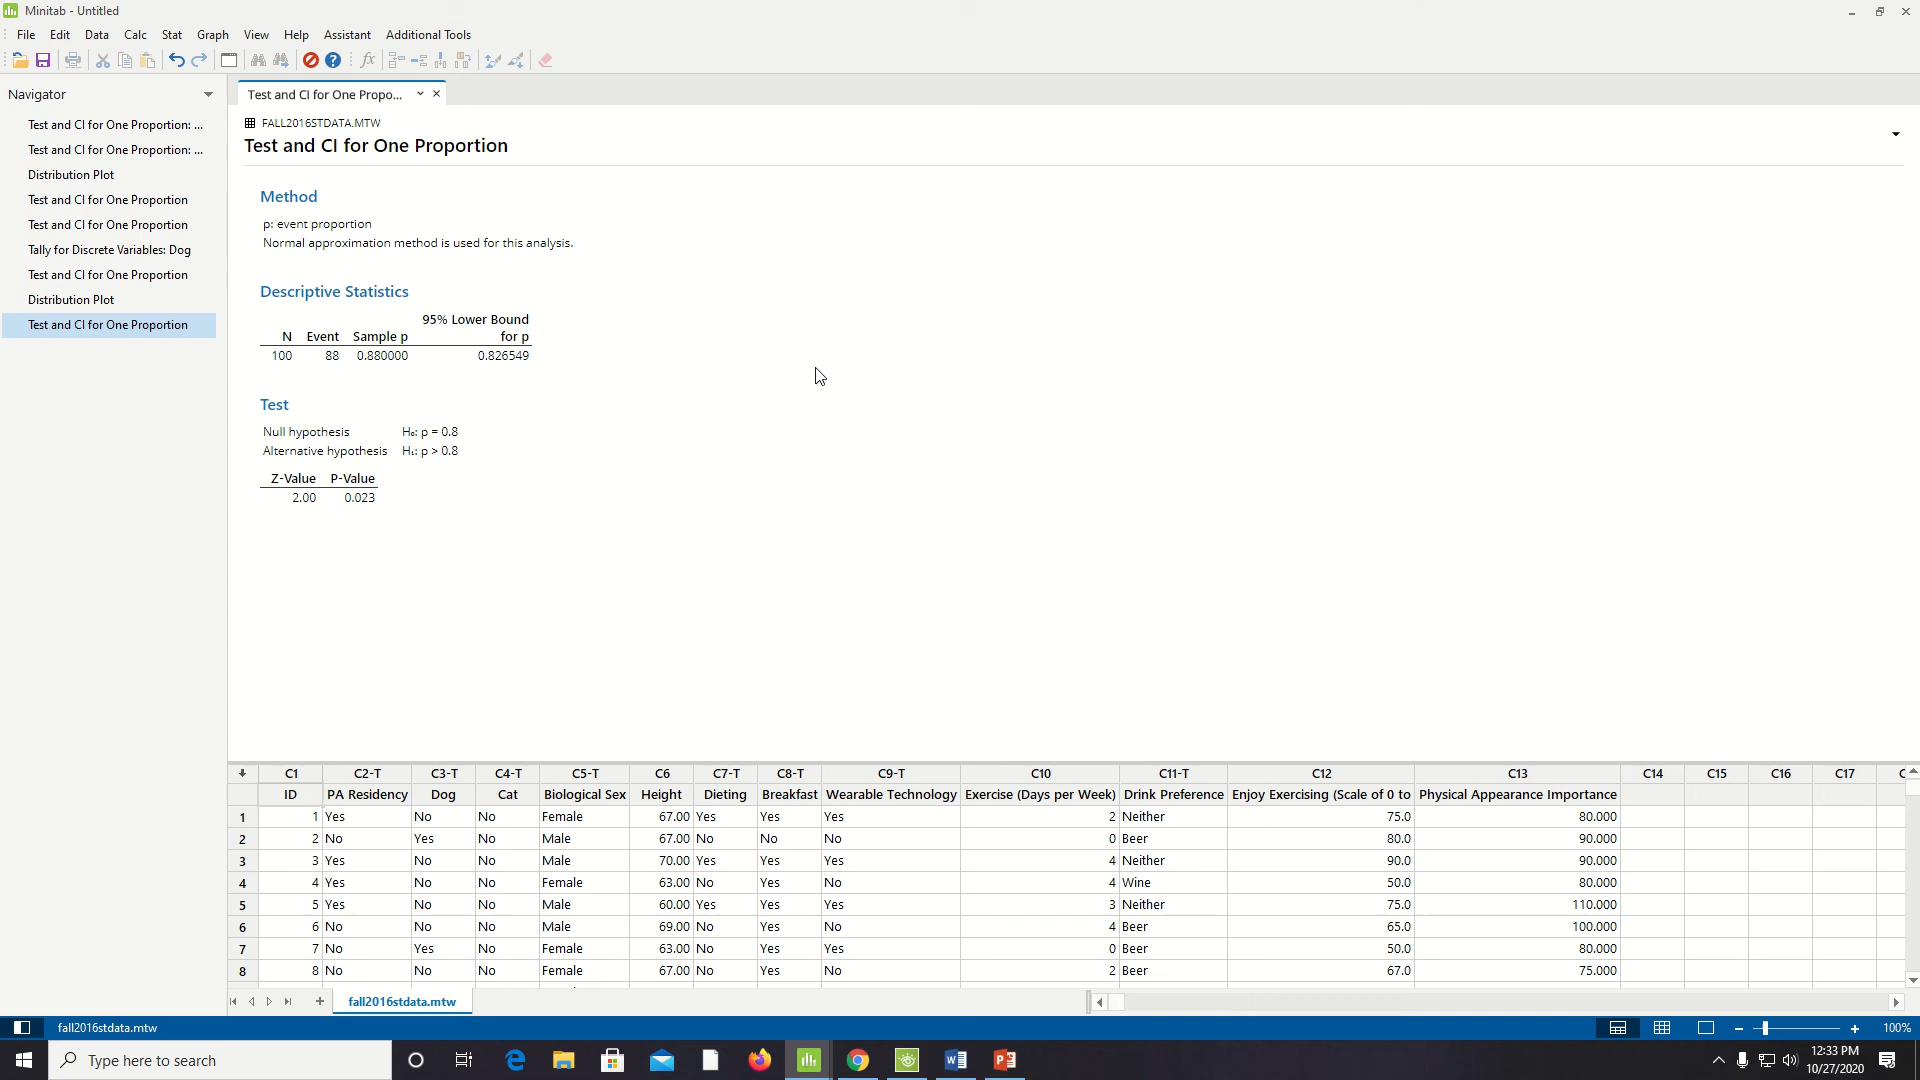 Minitab - Untitled
File Edit Data Calc Stat Graph View Help Assistant Additional Tools
Navigator
Test and CI for One Proportion: ...
Test and CI for One Proportion: ...
Distribution Plot
Test and CI for One Proportion
Test and CI for One Proportion
Tally for Discrete Variables: Dog
Test and CI for One Proportion
Distribution Plot
Test and CI for One Proportion
Test and CI for One Propo...
FALL2016STDATA.MTW
Test and CI for One Proportion
Method
p: event proportion
Normal approximation method is used for this analysis.
Descriptive Statistics
95% Lower Bound
N Event Sample p for p
100 88 0.880000 0.826549
Test
Null hypothesis H₀: p = 0.8
Alternative hypothesis H₁: p > 0.8
Z-Value P-Value
2.00 0.023
C1 C2-T C3-T C4-T C5-T C6 C7-T C8-T C9-T C10 C11-T C12 C13 C14 C15 C16 C17 C
ID PA Residency Dog Cat Biological Sex Height Dieting Breakfast Wearable Technology Exercise (Days per Week) Drink Preference Enjoy Exercising (Scale of 0 to Physical Appearance Importance
1 1 Yes No No Female 67.00 Yes Yes Yes 2 Neither 75.0 80.000
2 2 No Yes No Male 67.00 No No No 0 Beer 80.0 90.000
3 3 Yes No No Male 70.00 Yes Yes Yes 4 Neither 90.0 90.000
4 4 Yes No No Female 63.00 No Yes No 4 Wine 50.0 80.000
5 5 Yes No No Male 60.00 Yes Yes Yes 3 Neither 75.0 110.000
6 6 No No No Male 69.00 No Yes No 4 Beer 65.0 100.000
7 7 No Yes No Female 63.00 No Yes Yes 0 Beer 50.0 80.000
8 8 No No No Female 67.00 No Yes No 2 Beer 67.0 75.000
fall2016stdata.mtw
fall2016stdata.mtw 100%
Type here to search
12:33 PM
10/27/2020